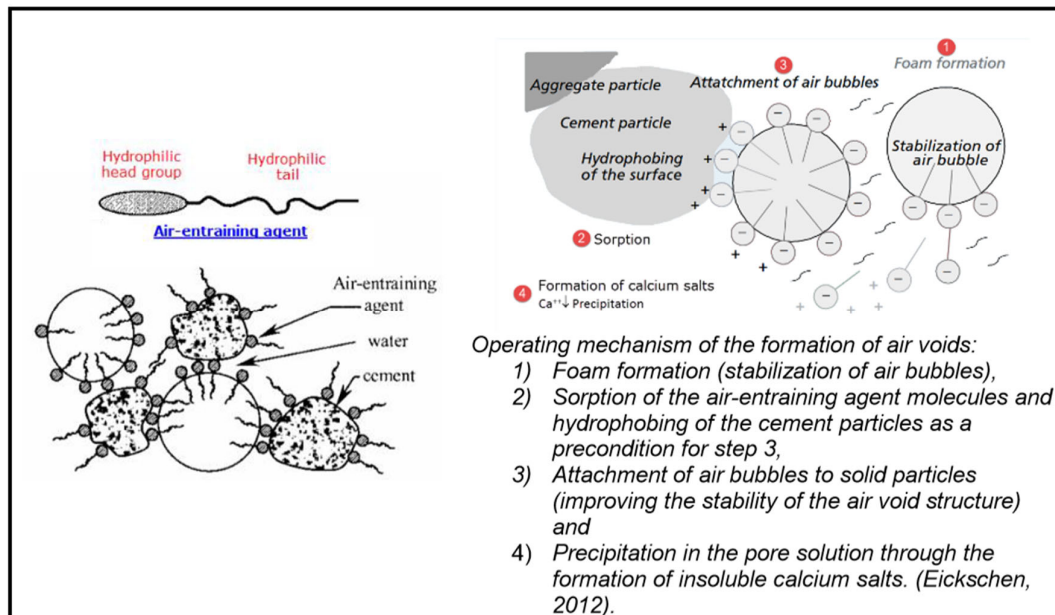 Hydrophilic
head group
Hydrophilic
tail
Air-entraining agent
Air-entraining
agent
water
cement
1
Foam formation
3
Attatchment of air bubbles
Aggregate particle
Cement particle
Hydrophobing
of the surface
Stabilization of
air bubble
2 Sorption
4 Formation of calcium salts
Ca⁺⁺↓ Precipitation
Operating mechanism of the formation of air voids:
1) Foam formation (stabilization of air bubbles),
2) Sorption of the air-entraining agent molecules and
hydrophobing of the cement particles as a
precondition for step 3,
3) Attachment of air bubbles to solid particles
(improving the stability of the air void structure)
and
4) Precipitation in the pore solution through the
formation of insoluble calcium salts. (Eickschen,
2012).